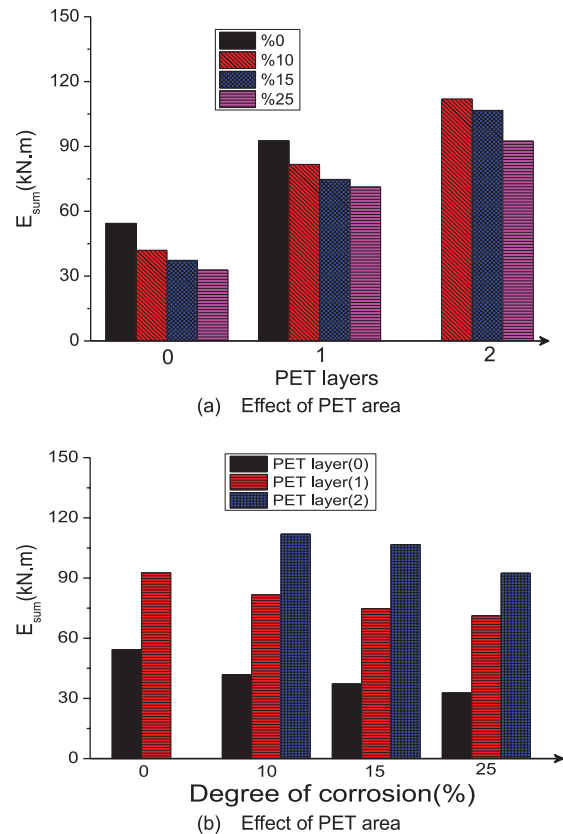 150
120
90
60
30
0
E_sum(kN.m)
%0
%10
%15
%25
0 1 2
PET layers
(a) Effect of PET area
150
120
90
60
30
0
E_sum(kN.m)
PET layer(0)
PET layer(1)
PET layer(2)
0 10 15 25
Degree of corrosion(%)
(b) Effect of PET area